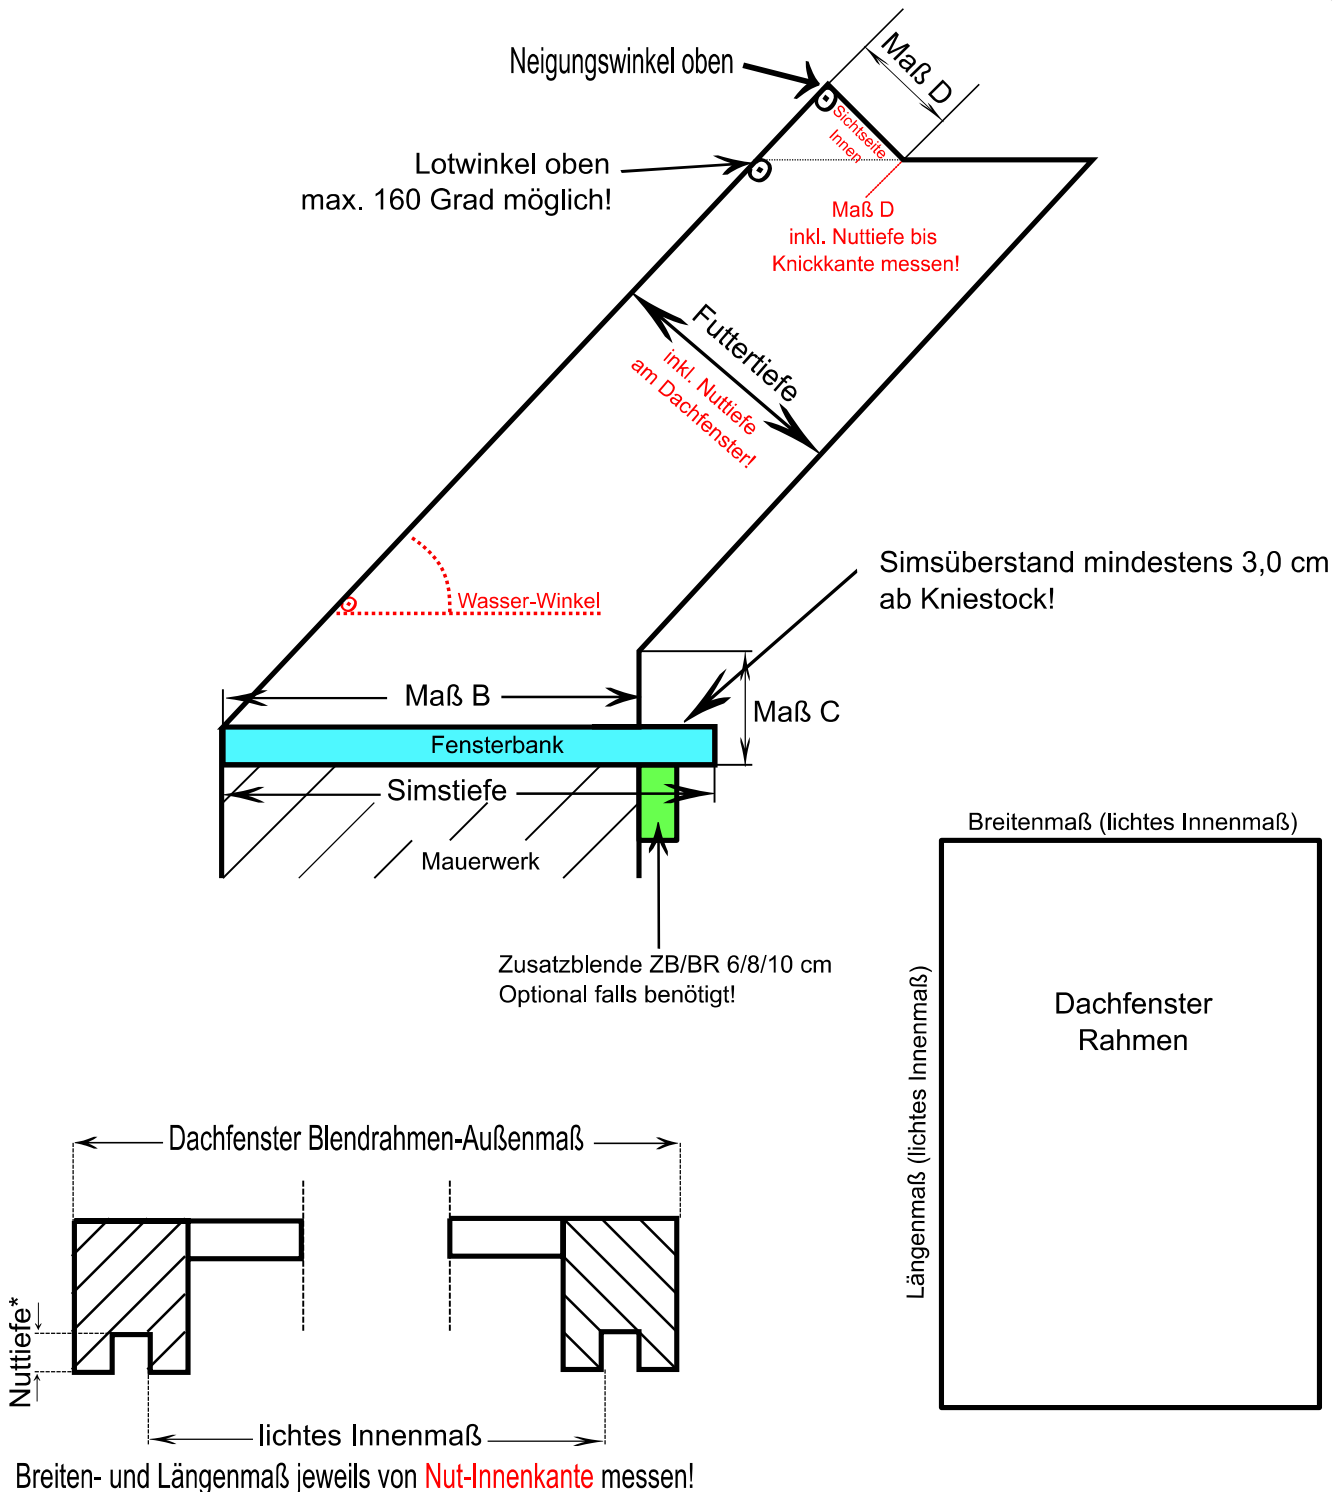 Neigungswinkel oben
Maß D
Sichtseite
Innen
Lotwinkel oben
max. 160 Grad möglich!
Maß D
inkl. Nuttiefe bis
Knickkante messen!
Futtertiefe
inkl. Nuttiefe
am Dachfenster!
Simsüberstand mindestens 3,0 cm
ab Kniestock!
Wasser-Winkel
Maß B
Maß C
Fensterbank
Simstiefe
Mauerwerk
Zusatzblende ZB/BR 6/8/10 cm
Optional falls benötigt!
Breitenmaß (lichtes Innenmaß)
Längenmaß (lichtes Innenmaß)
Dachfenster
Rahmen
Dachfenster Blendrahmen-Außenmaß
Nuttiefe*
lichtes Innenmaß
Breiten- und Längenmaß jeweils von Nut-Innenkante messen!